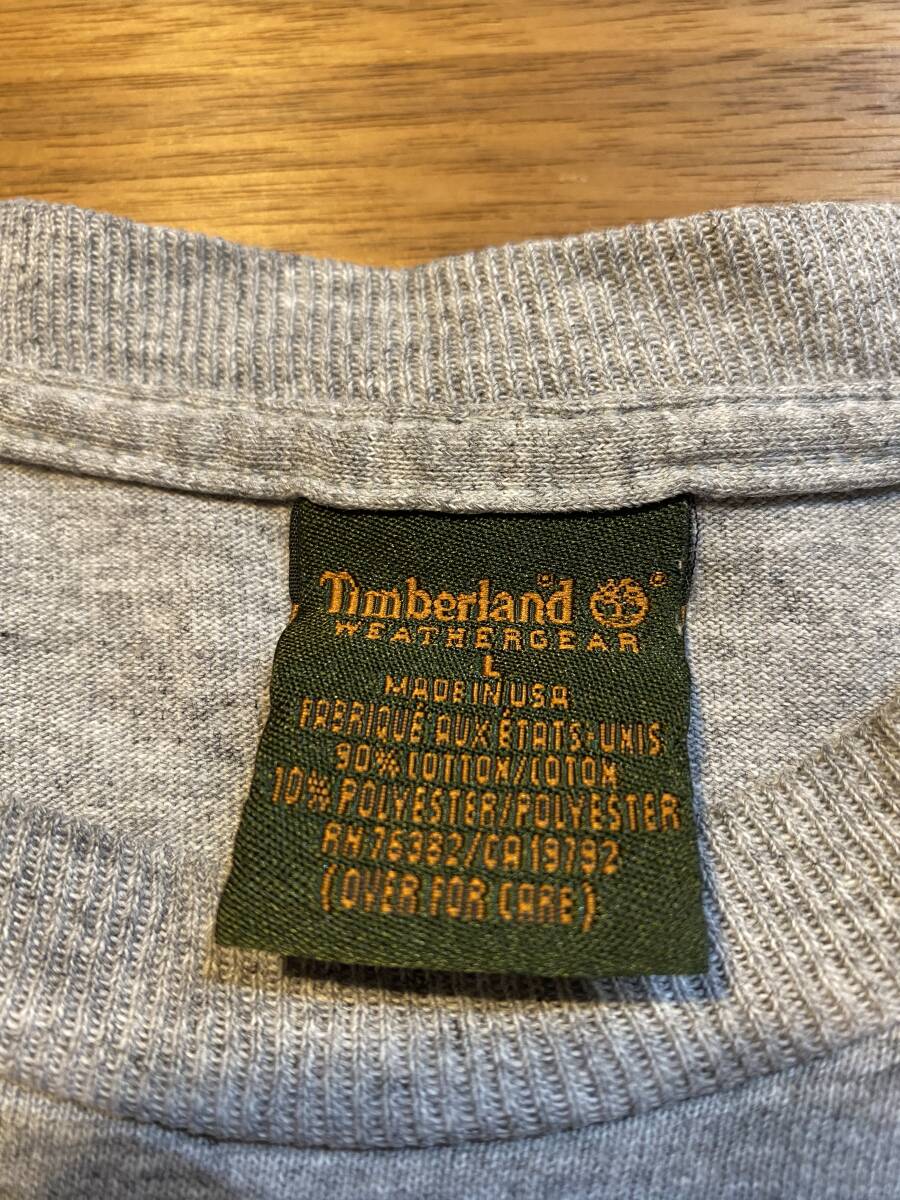 Timberland®
WEATHERGEAR
L
MADE IN USA
FABRIQUÉ AUX ÉTATS-UNIS
90% COTTON/COTON
10% POLYESTER/POLYESTER
RN 76382/CA 19792
(OVER FOR CARE)